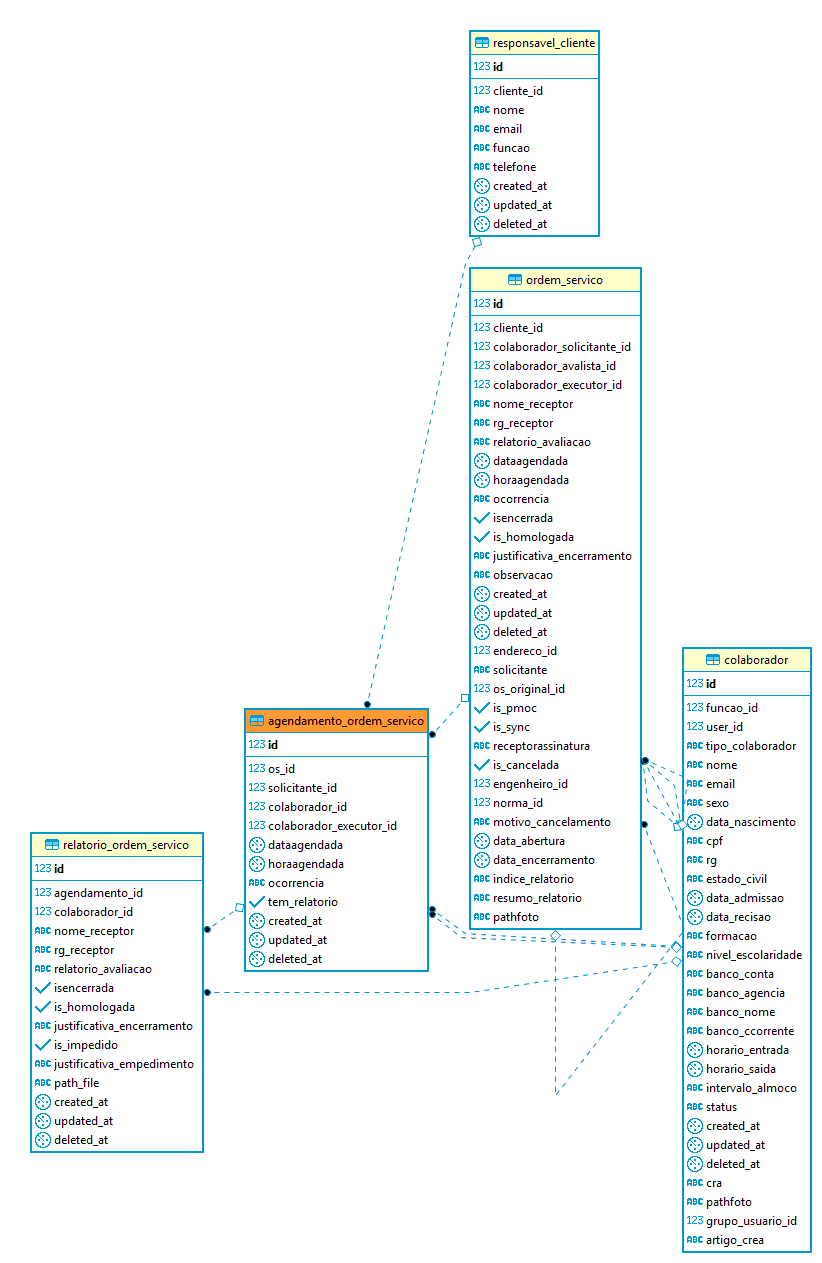 responsavel_cliente
123 id
123 cliente_id
ABC nome
ABC email
ABC funcao
ABC telefone
created_at
updated_at
deleted_at
ordem_servico
123 id
123 cliente_id
123 colaborador_solicitante_id
123 colaborador_avalista_id
123 colaborador_executor_id
ABC nome_receptor
ABC rg_receptor
ABC relatorio_avaliacao
dataagendada
horaagendada
ABC ocorrencia
isencerrada
is_homologada
ABC justificativa_encerramento
ABC observacao
created_at
updated_at
deleted_at
123 endereco_id
ABC solicitante
123 os_original_id
is_pmoc
is_sync
ABC receptorassinatura
is_cancelada
123 engenheiro_id
123 norma_id
ABC motivo_cancelamento
data_abertura
data_encerramento
ABC indice_relatorio
ABC resumo_relatorio
ABC pathfoto
colaborador
123 id
123 funcao_id
123 user_id
ABC tipo_colaborador
ABC nome
ABC email
ABC sexo
data_nascimento
ABC cpf
ABC rg
ABC estado_civil
data_admissao
data_recisao
ABC formacao
ABC nivel_escolaridade
ABC banco_conta
ABC banco_agencia
ABC banco_nome
ABC banco_ccorrente
horario_entrada
horario_saida
ABC intervalo_almoco
ABC status
created_at
updated_at
deleted_at
ABC cra
ABC pathfoto
123 grupo_usuario_id
ABC artigo_crea
agendamento_ordem_servico
123 id
123 os_id
123 solicitante_id
123 colaborador_id
123 colaborador_executor_id
dataagendada
horaagendada
ABC ocorrencia
tem_relatorio
created_at
updated_at
deleted_at
relatorio_ordem_servico
123 id
123 agendamento_id
123 colaborador_id
ABC nome_receptor
ABC rg_receptor
ABC relatorio_avaliacao
isencerrada
is_homologada
ABC justificativa_encerramento
is_impedido
ABC justificativa_empedimento
ABC path_file
created_at
updated_at
deleted_at